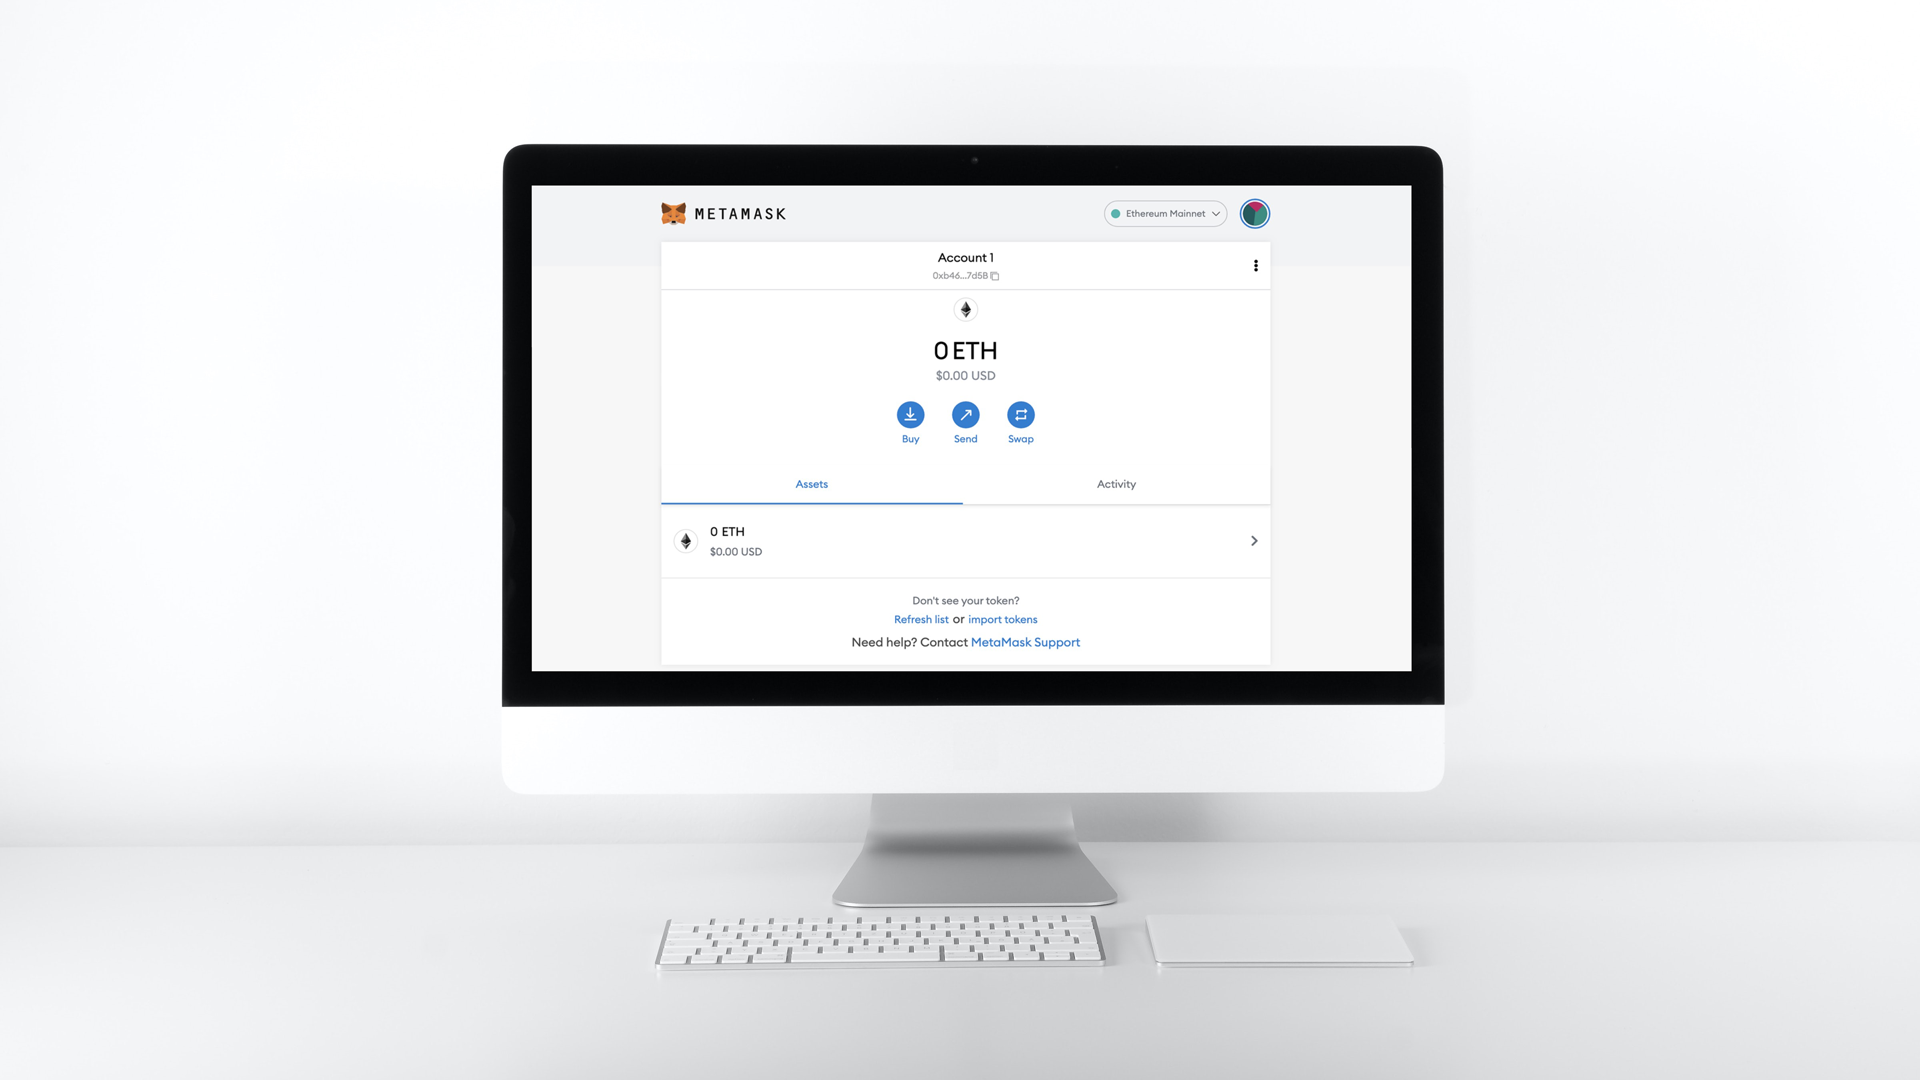 METAMASK
Ethereum Mainnet
Account 1
0xb46...7d5B
0 ETH
$0.00 USD
Buy
Send
Swap
Assets
Activity
0 ETH
$0.00 USD
Don't see your token?
Refresh list or import tokens
Need help? Contact MetaMask Support